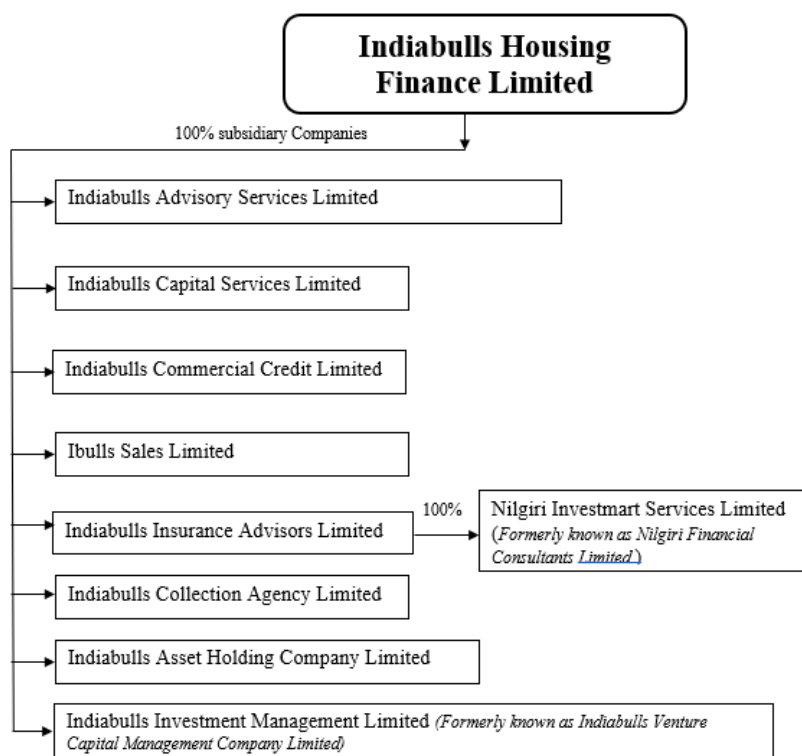 Indiabulls Housing
Finance Limited
100% subsidiary Companies
Indiabulls Advisory Services Limited
Indiabulls Capital Services Limited
Indiabulls Commercial Credit Limited
Ibulls Sales Limited
Indiabulls Insurance Advisors Limited
100%
Nilgiri Investmart Services Limited
(Formerly known as Nilgiri Financial
Consultants Limited )
Indiabulls Collection Agency Limited
Indiabulls Asset Holding Company Limited
Indiabulls Investment Management Limited (Formerly known as Indiabulls Venture
Capital Management Company Limited)